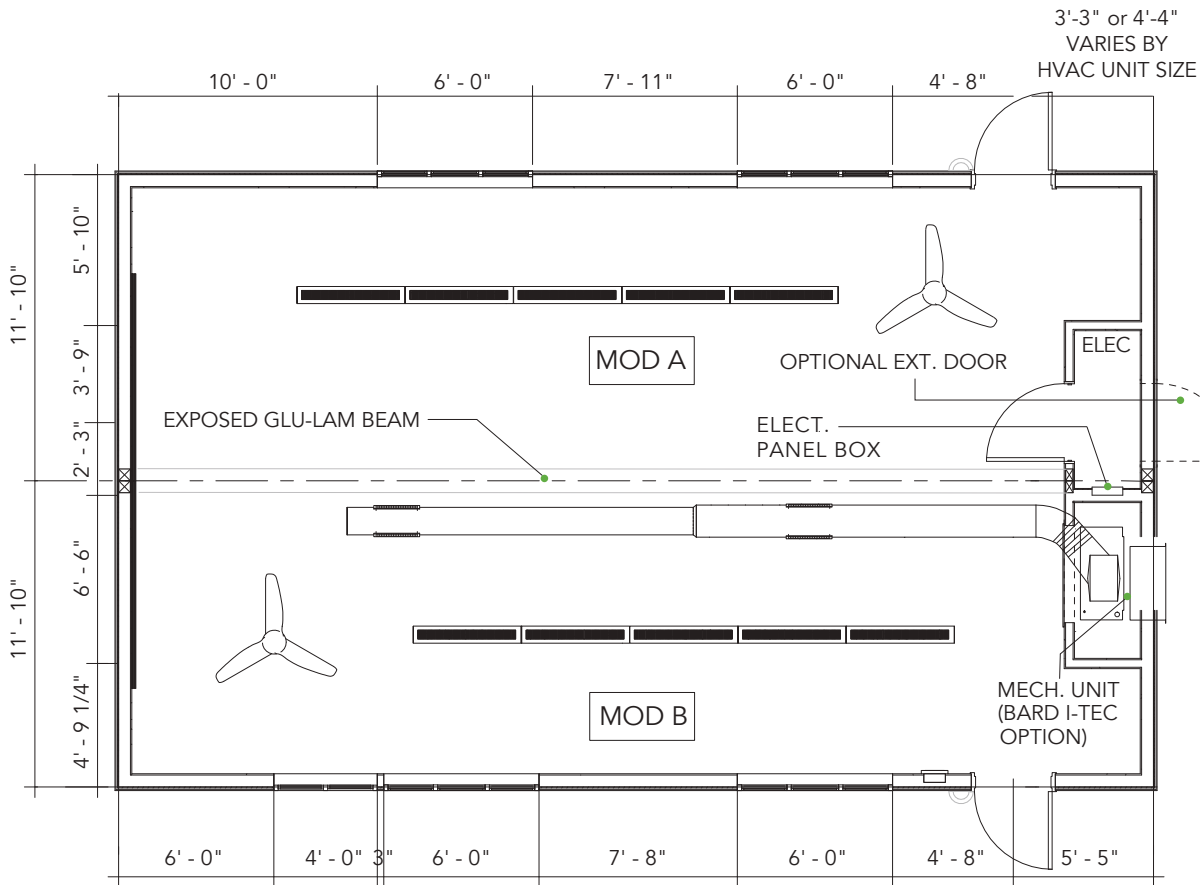 3'-3" or 4'-4"
VARIES BY
HVAC UNIT SIZE
10' - 0"
6' - 0"
7' - 11"
6' - 0"
4' - 8"
5' - 10"
11' - 10"
3' - 9"
2' - 3"
6' - 6"
11' - 10"
4' - 9 1/4"
MOD A
ELEC
OPTIONAL EXT. DOOR
EXPOSED GLU-LAM BEAM
ELECT.
PANEL BOX
MOD B
MECH. UNIT
(BARD I-TEC
OPTION)
6' - 0"
4' - 0"
3"
6' - 0"
7' - 8"
6' - 0"
4' - 8"
5' - 5"